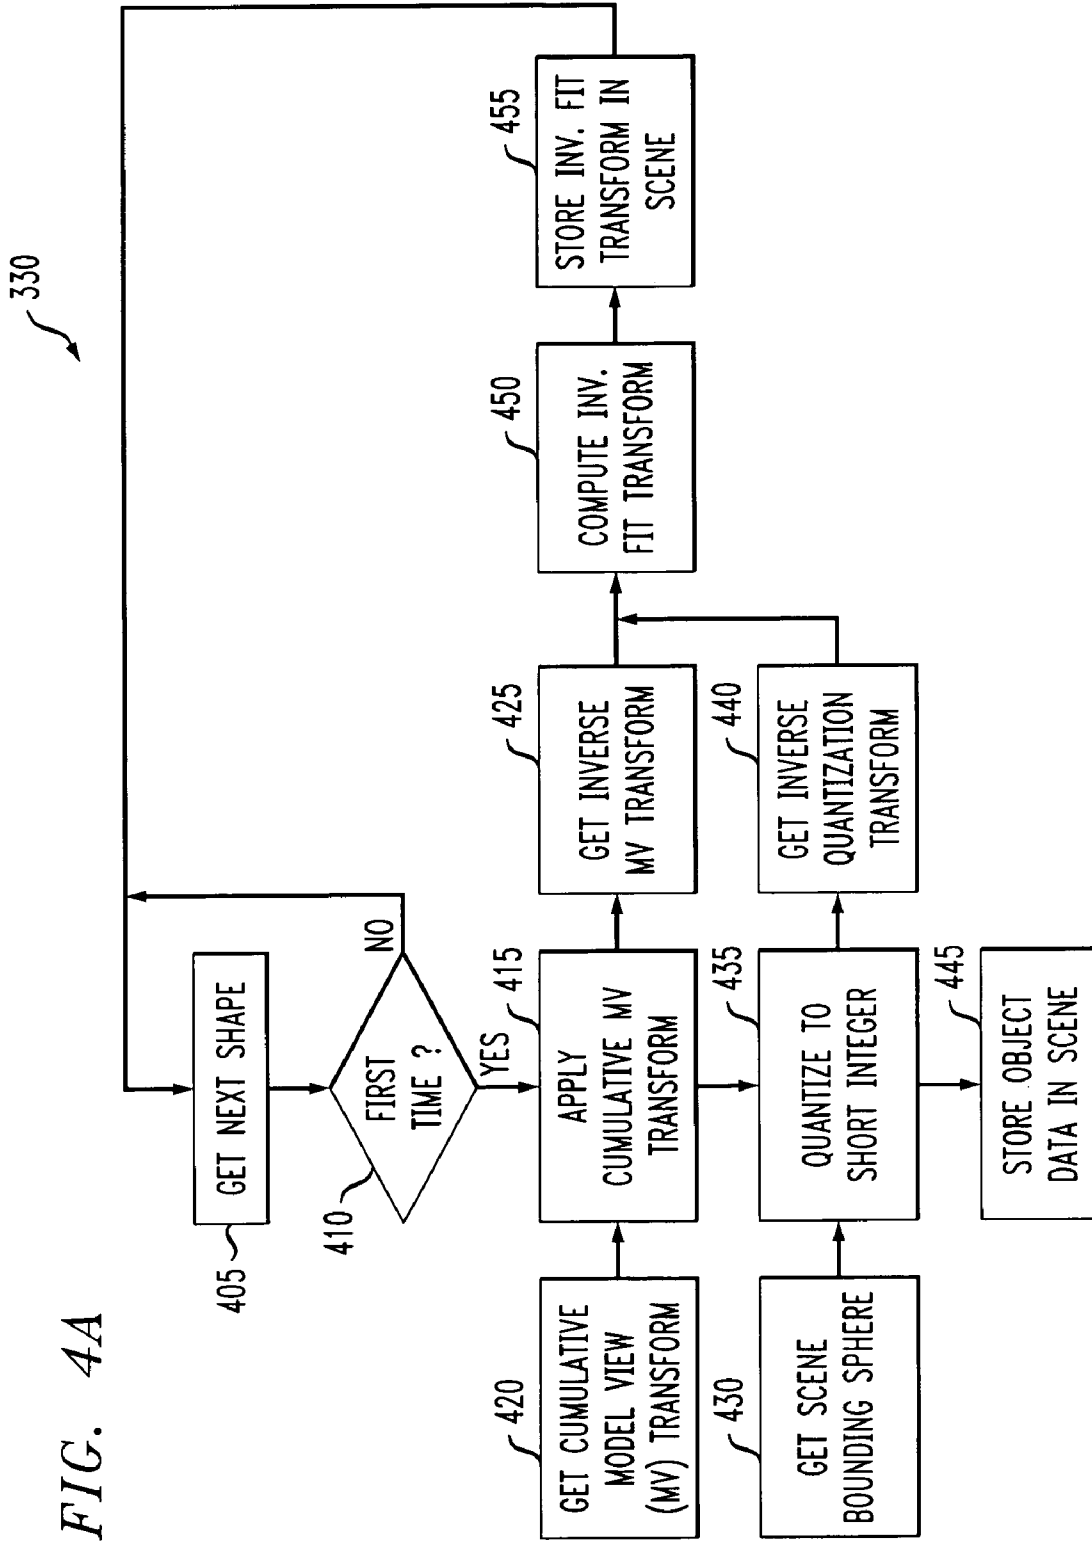 FIG. 4A
330
405
GET NEXT SHAPE
410
FIRST
TIME ?
NO
YES
420
GET CUMULATIVE
MODEL VIEW
(MV) TRANSFORM
415
APPLY
CUMULATIVE MV
TRANSFORM
425
GET INVERSE
MV TRANSFORM
450
COMPUTE INV.
FIT TRANSFORM
455
STORE INV. FIT
TRANSFORM IN
SCENE
430
GET SCENE
BOUNDING SPHERE
435
QUANTIZE TO
SHORT INTEGER
440
GET INVERSE
QUANTIZATION
TRANSFORM
445
STORE OBJECT
DATA IN SCENE